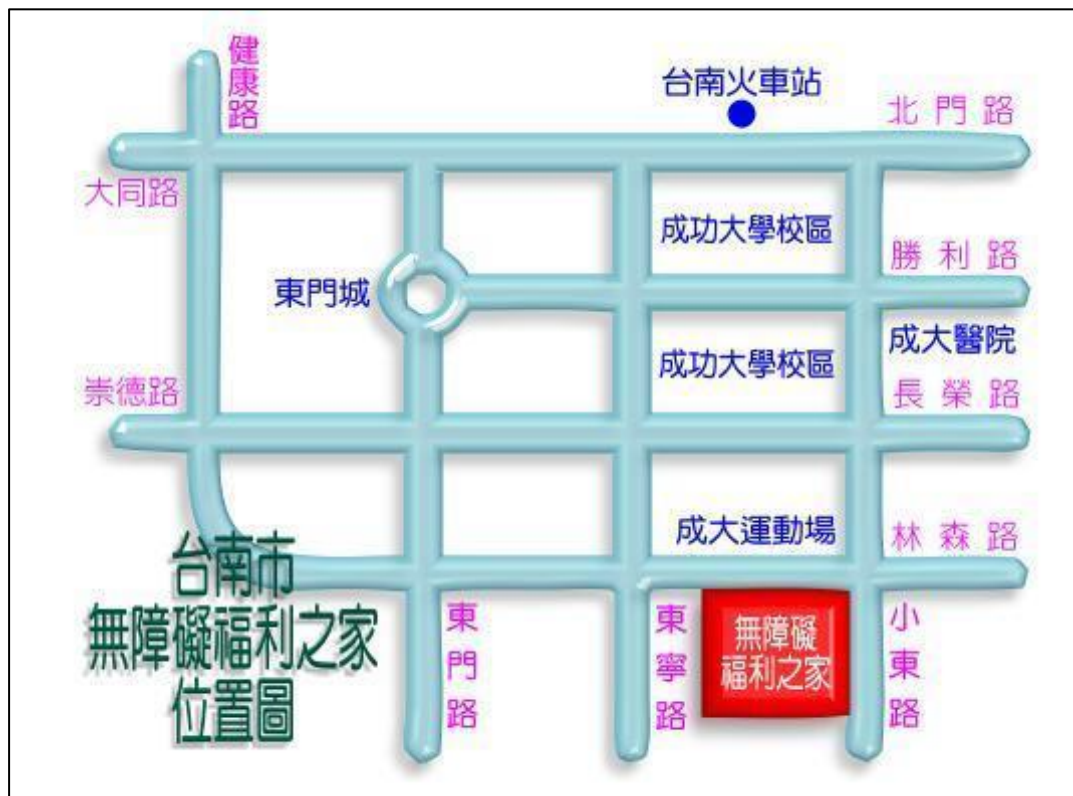 健康路
台南火車站
北門路
大同路
成功大學校區
勝利路
東門城
成大醫院
成功大學校區
崇德路
長榮路
成大運動場
林森路
台南市
無障礙福利之家
位置圖
東門路
東寧路
無障礙
福利之家
小東路